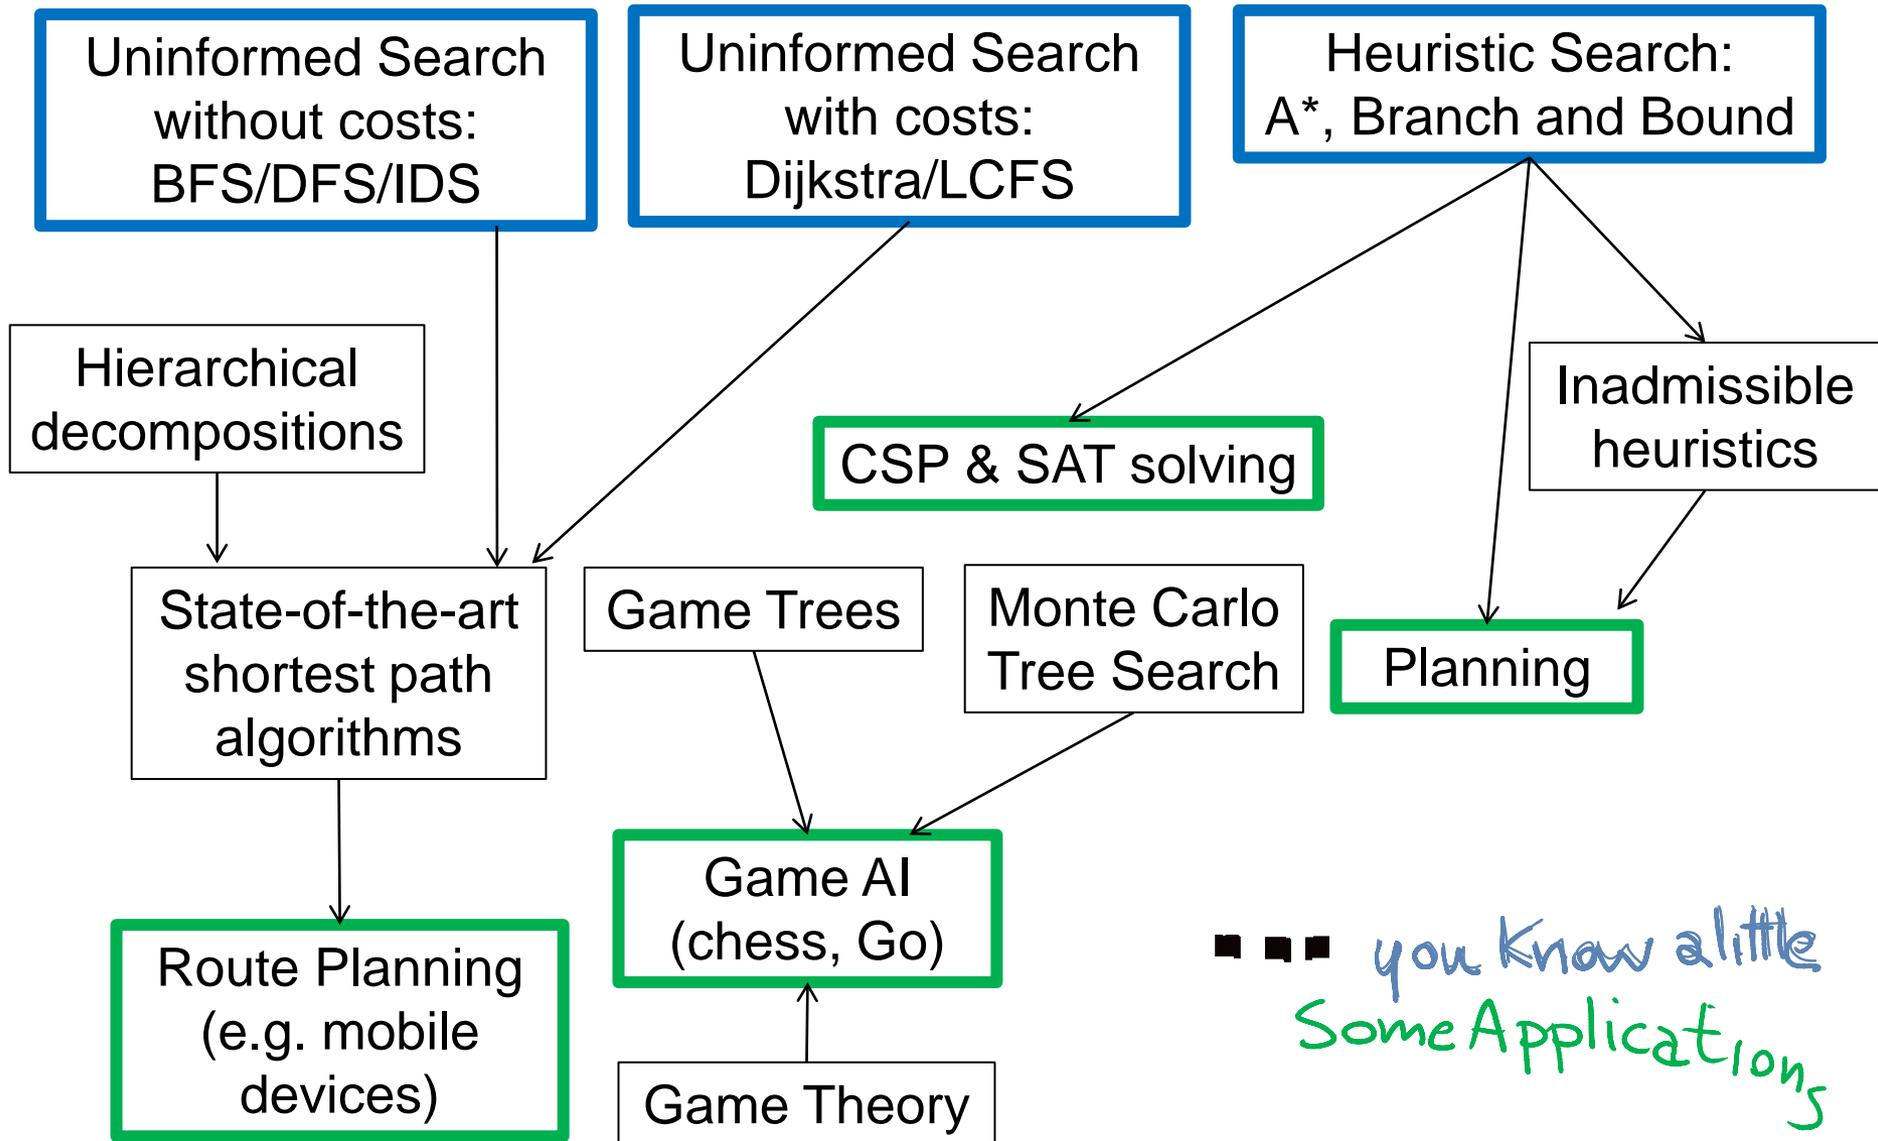 Uninformed Search
without costs:
BFS/DFS/IDS
Uninformed Search
with costs:
Dijkstra/LCFS
Heuristic Search:
A*, Branch and Bound
Hierarchical
decompositions
CSP & SAT solving
Inadmissible
heuristics
State-of-the-art
shortest path
algorithms
Game Trees
Monte Carlo
Tree Search
Planning
Game AI
(chess, Go)
Route Planning
(e.g. mobile
devices)
Game Theory
you know a little
Some Applications